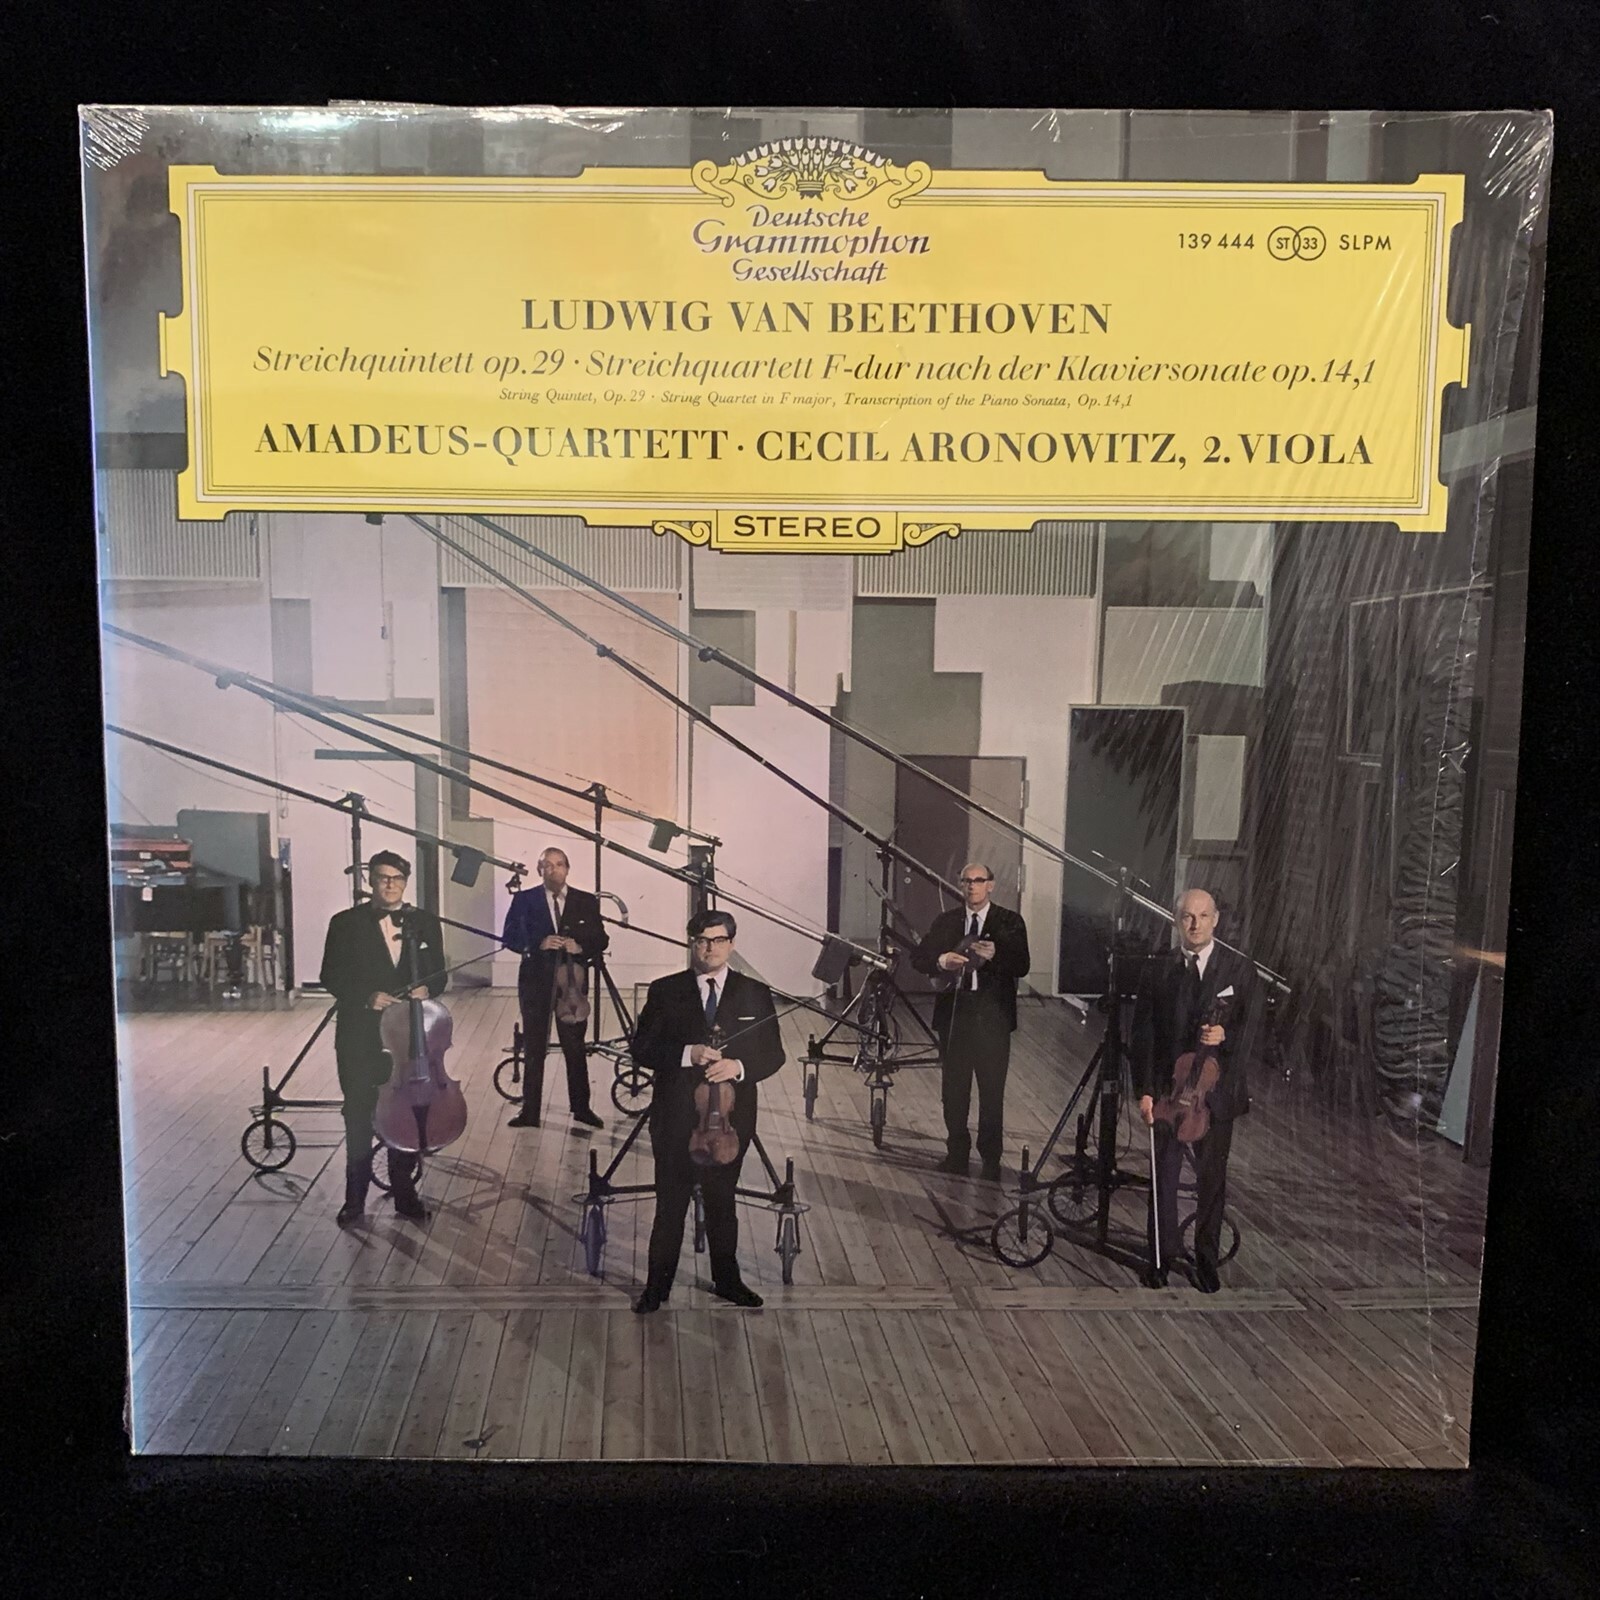 Deutsche
Grammophon
Gesellschaft
139 444 ST 33 SLPM
LUDWIG VAN BEETHOVEN
Streichquintett op. 29 · Streichquartett F-dur nach der Klaviersonate op. 14,1
String Quintet, Op. 29 · String Quartet in F major, Transcription of the Piano Sonata, Op. 14,1
AMADEUS-QUARTETT · CECIL ARONOWITZ, 2. VIOLA
STEREO